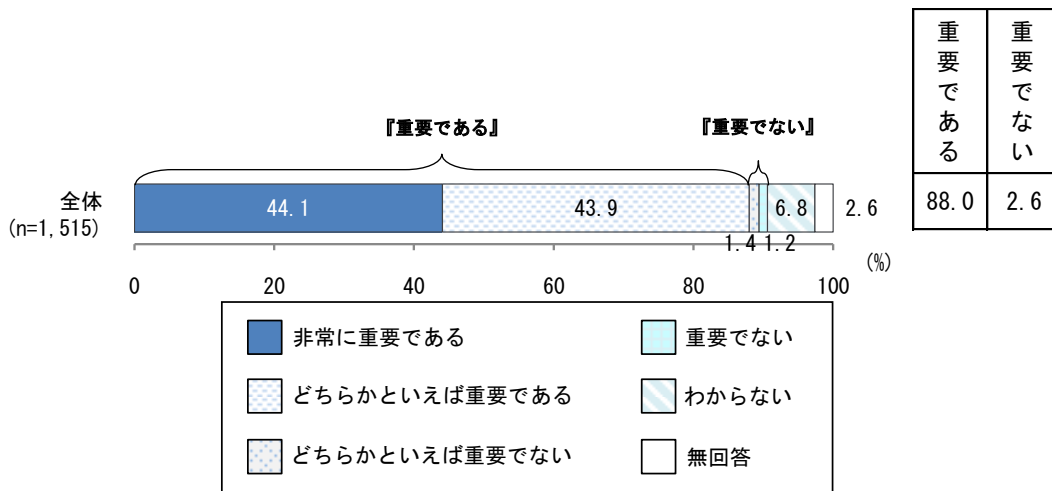 『重要である』
『重要でない』
全体
(n=1,515)
44.1
43.9
1.4
1.2
6.8
2.6
(%)
0
20
40
60
80
100
非常に重要である
どちらかといえば重要である
どちらかといえば重要でない
重要でない
わからない
無回答
重要である
重要でない
88.0
2.6